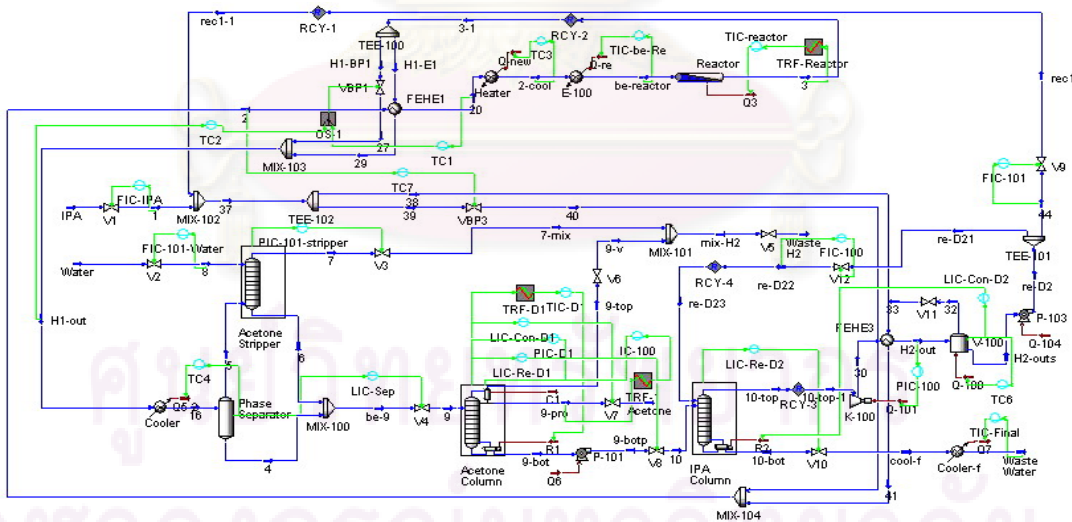 rec1-1
RCY-1
3-1
RCY-2
TIC-reactor
TEE-100
TC3
TIC-be-Re
H1-BP1
H1-E1
Q-new
Q-re
Reactor
TRF-Reactor
rec1
VBP1
2-cool
be-reactor
3
FEHE1
Heater
E-100
Q3
2
20
OS-1
TC2
27
TC1
V9
29
MIX-103
FIC-101
TC7
FIC-IPA
38
44
IPA
V1
1
MIX-102
37
TEE-102
39
VBP3
40
7-mix
mix-H2
re-D21
FIC-101-Water
PIC-101-stripper
9-v
MIX-101
V5
Waste
H2
FIC-100
TEE-101
Water
V2
8
7
V3
V6
RCY-4
re-D22
V12
LIC-Con-D2
re-D2
TRF-D1
TIC-D1
9-top
re-D23
33
V11
32
P-103
H1-out
Acetone
Stripper
LIC-Con-D1
FEHE3
V-100
Q-104
5
6
PIC-D1
IC-100
H2-out
H2-outs
TC4
LIC-Sep
LIC-Re-D1
LIC-Re-D2
30
PIC-100
Q-100
Cooler
Q5
16
Phase
Separator
C1
TRF-
Acetone
10-top
RCY-3
10-top-1
Q-101
TC6
MIX-100
be-9
V4
9
9-pro
V7
K-100
TIC-Final
4
R1
9-botp
R2
Q7
Acetone
Column
9-bot
P-101
V8
10
IPA
Column
10-bot
V10
cool-f
Cooler-f
Waste
Water
Q6
MIX-104
41